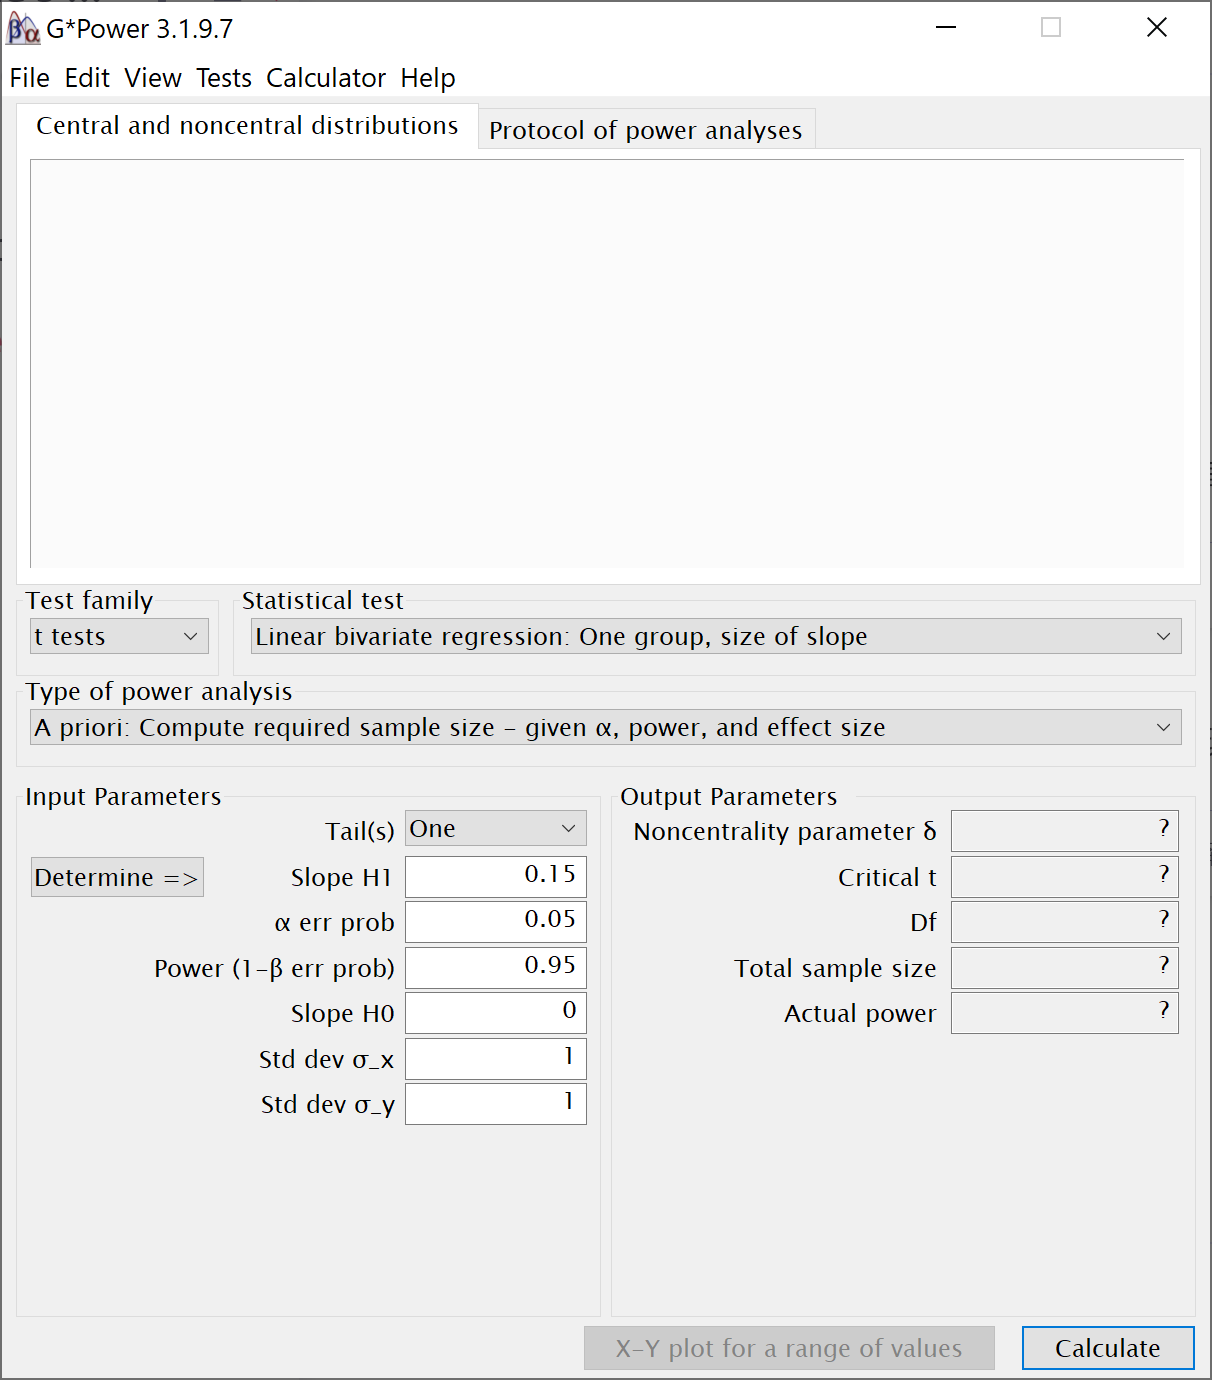 G*Power 3.1.9.7
File Edit View Tests Calculator Help
Central and noncentral distributions
Protocol of power analyses
Test family
Statistical test
t tests
Linear bivariate regression: One group, size of slope
Type of power analysis
A priori: Compute required sample size - given α, power, and effect size
Input Parameters
Output Parameters
Tail(s) One
Noncentrality parameter δ ?
Determine => Slope H1 0.15
Critical t ?
α err prob 0.05
Df ?
Power (1-β err prob) 0.95
Total sample size ?
Slope H0 0
Actual power ?
Std dev σ_x 1
Std dev σ_y 1
X-Y plot for a range of values
Calculate